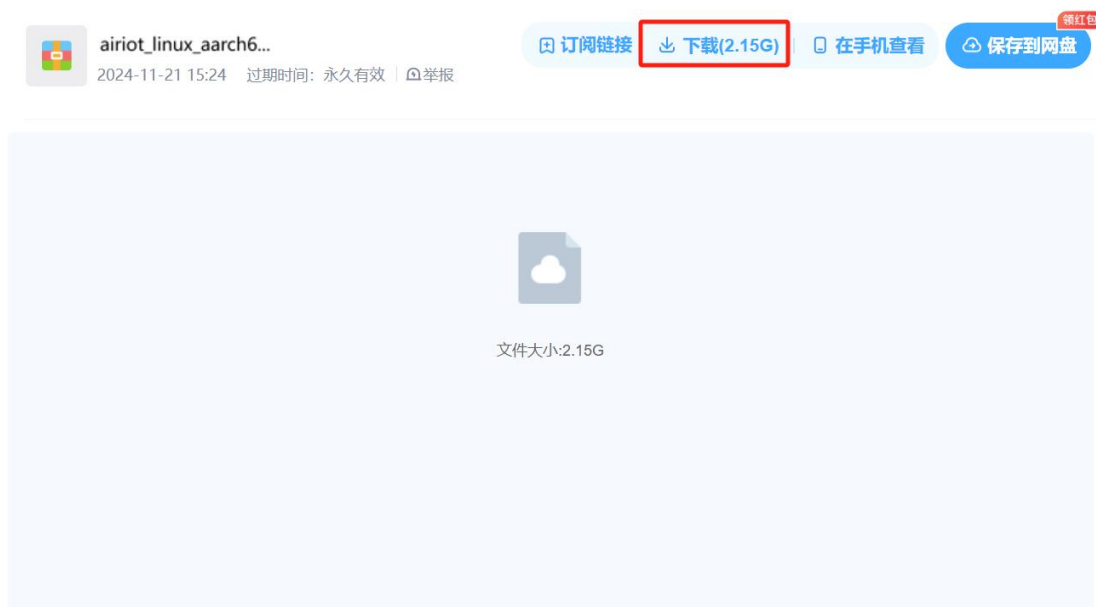 领红包
airiot_linux_aarch6...
订阅链接 下载(2.15G) 在手机查看 保存到网盘
2024-11-21 15:24 过期时间：永久有效 举报
文件大小:2.15G